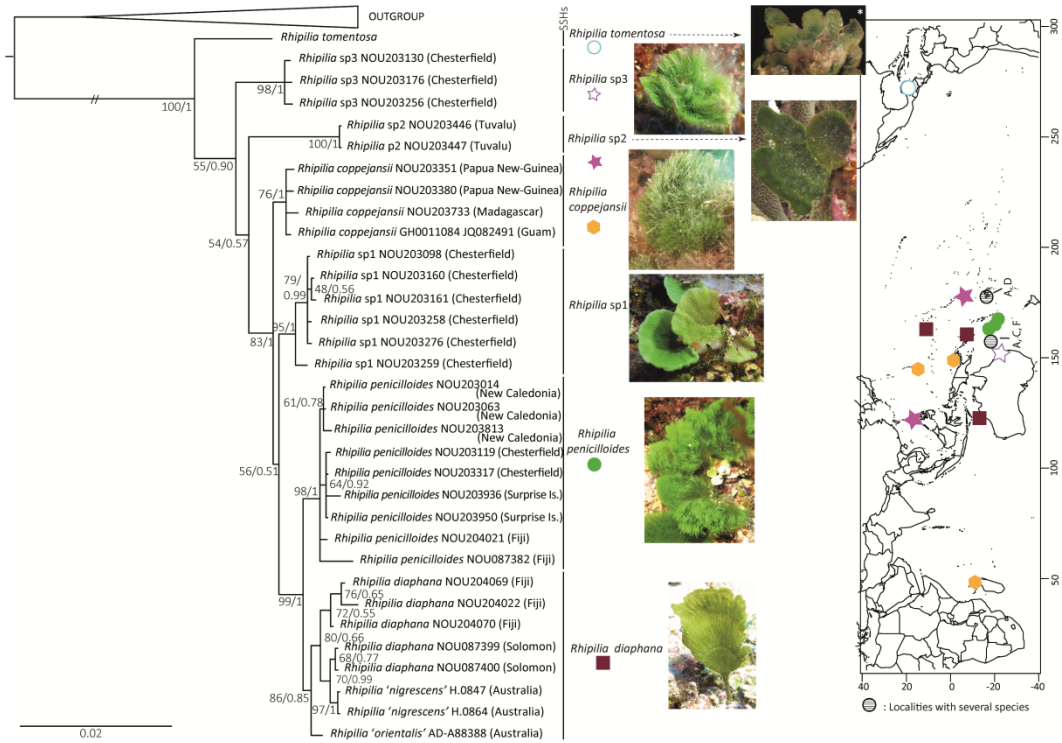 OUTGROUP
Rhipilia tomentosa
Rhipilia sp3 NOU203130 (Chesterfield)
Rhipilia sp3 NOU203176 (Chesterfield)
Rhipilia sp3 NOU203256 (Chesterfield)
98/1
100/1
Rhipilia sp2 NOU203446 (Tuvalu)
Rhipilia p2 NOU203447 (Tuvalu)
100/1
55/0.90
Rhipilia coppejansii NOU203351 (Papua New-Guinea)
Rhipilia coppejansii NOU203380 (Papua New-Guinea)
76/1
Rhipilia coppejansii NOU203733 (Madagascar)
Rhipilia coppejansii GH0011084 JQ082491 (Guam)
54/0.57
Rhipilia sp1 NOU203098 (Chesterfield)
Rhipilia sp1 NOU203160 (Chesterfield)
79/
0.99
48/0.56
Rhipilia sp1 NOU203161 (Chesterfield)
Rhipilia sp1 NOU203258 (Chesterfield)
95/1
83/1
Rhipilia sp1 NOU203276 (Chesterfield)
Rhipilia sp1 NOU203259 (Chesterfield)
Rhipilia penicilloides NOU203014
(New Caledonia)
61/0.78
Rhipilia penicilloides NOU203063
(New Caledonia)
Rhipilia penicilloides NOU203813
(New Caledonia)
Rhipilia penicilloides NOU203119 (Chesterfield)
56/0.51
Rhipilia penicilloides NOU203317 (Chesterfield)
64/0.92
98/1
Rhipilia penicilloides NOU203936 (Surprise Is.)
Rhipilia penicilloides NOU203950 (Surprise Is.)
Rhipilia penicilloides NOU204021 (Fiji)
Rhipilia penicilloides NOU087382 (Fiji)
Rhipilia diaphana NOU204069 (Fiji)
76/0.65
99/1
Rhipilia diaphana NOU204022 (Fiji)
72/0.55
Rhipilia diaphana NOU204070 (Fiji)
80/0.66
Rhipilia diaphana NOU087399 (Solomon)
68/0.77
Rhipilia diaphana NOU087400 (Solomon)
70/0.99
Rhipilia 'nigrescens' H.0847 (Australia)
86/0.85
97/1
Rhipilia 'nigrescens' H.0864 (Australia)
Rhipilia 'orientalis' AD-A88388 (Australia)
0.02
SSHs
Rhipilia tomentosa
Rhipilia sp3
Rhipilia sp2
Rhipilia
coppejansii
Rhipilia sp1
Rhipilia
penicilloides
Rhipilia diaphana
*
300
250
200
150
100
50
A,D
A,C,F
40 20 0 -20 -40
: Localities with several species